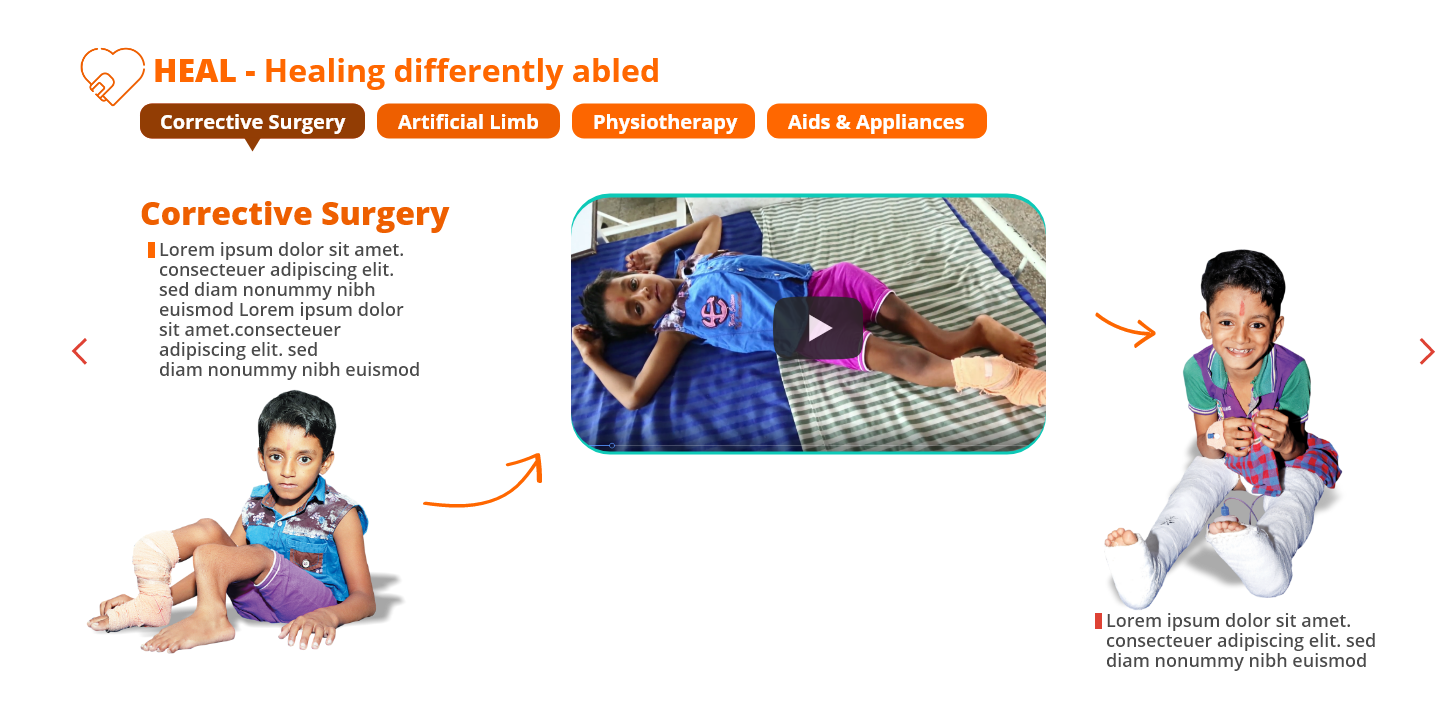 HEAL - Healing differently abled
Corrective Surgery
Artificial Limb
Physiotherapy
Aids & Appliances
Corrective Surgery
Lorem ipsum dolor sit amet.
consecteuer adipiscing elit.
sed diam nonummy nibh
euismod Lorem ipsum dolor
sit amet.consecteuer
adipiscing elit. sed
diam nonummy nibh euismod
Lorem ipsum dolor sit amet.
consecteuer adipiscing elit. sed
diam nonummy nibh euismod